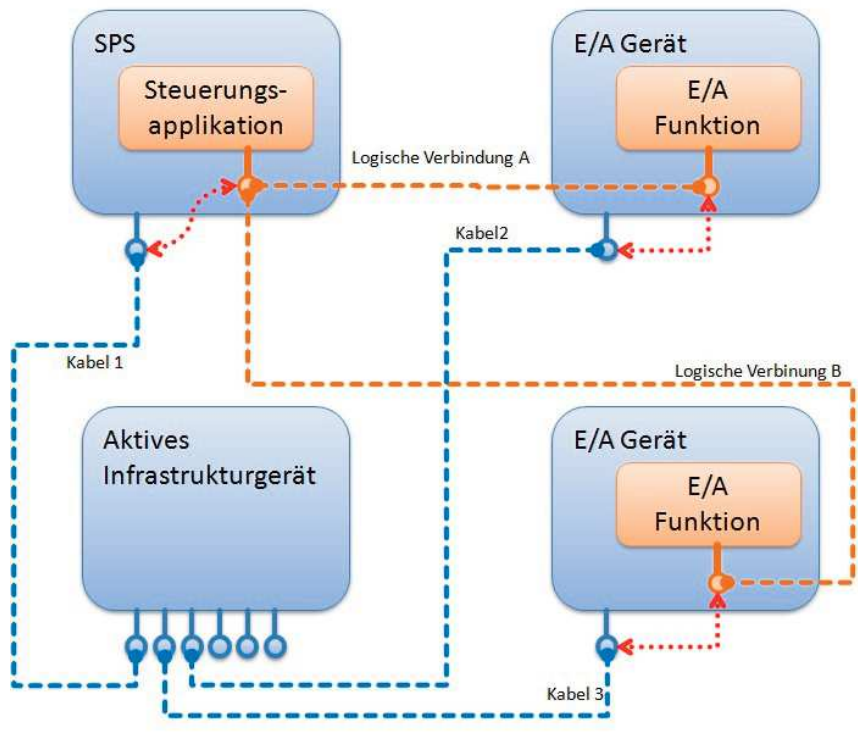 SPS
Steuerungs-
applikation
E/A Gerät
E/A
Funktion
Logische Verbindung A
Kabel2
Kabel 1
Logische Verbinung B
Aktives
Infrastrukturgerät
E/A Gerät
E/A
Funktion
Kabel 3